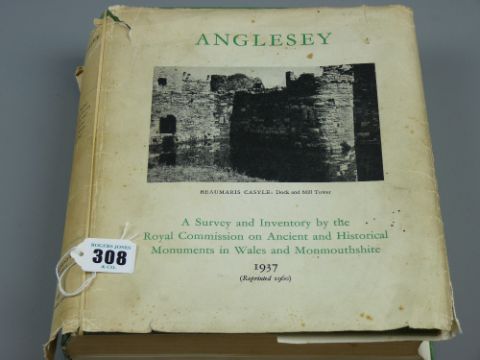 ANGLESEY
BEAUMARIS CASTLE: Dock and Mill Tower
A Survey and Inventory by the
Royal Commission on Ancient and Historical
Monuments in Wales and Monmouthshire
1937
(Reprinted 1960)
ROGERS JONES
308
& CO.